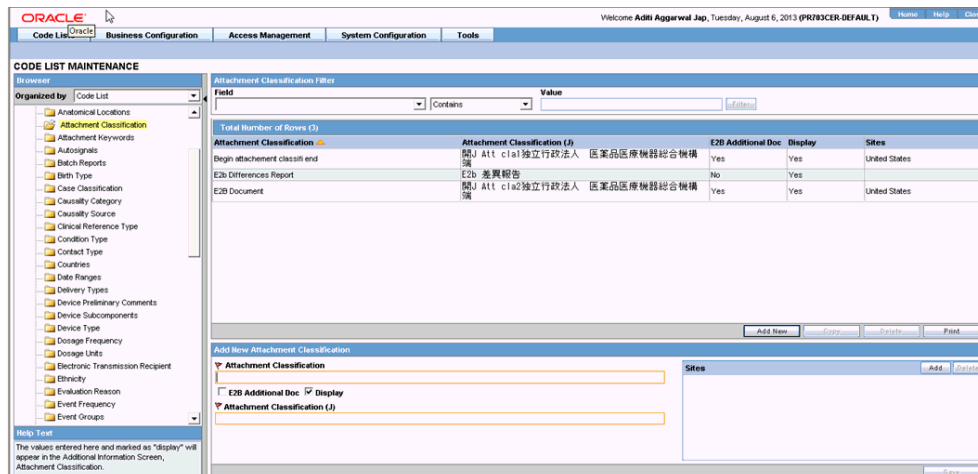 ORACLE
Oracle
Welcome Aditi Aggarwal Jap, Tuesday, August 6, 2013 (PR703CER-DEFAULT)
Home Help Clos
Code Lis Business Configuration Access Management System Configuration Tools
CODE LIST MAINTENANCE
Browser
Organized by Code List
Anatomical Locations
Attachment Classification
Attachment Keywords
Autosignals
Batch Reports
Birth Type
Case Classification
Causality Category
Causality Source
Clinical Reference Type
Condition Type
Contact Type
Countries
Date Ranges
Delivery Types
Device Preliminary Comments
Device Subcomponents
Device Type
Dosage Frequency
Dosage Units
Electronic Transmission Recipient
Ethnicity
Evaluation Reason
Event Frequency
Event Groups
Help Text
The values entered here and marked as "display" will
appear in the Additional Information Screen,
Attachment Classification.
Attachment Classification Filter
Field Value
Contains Filter
Total Number of Rows (3)
Attachment Classification Attachment Classification (J) E2B Additional Doc Display Sites
Begin attachement classifi end 開J Att cla1独立行政法人 医薬品医療機器総合機構 Yes Yes United States
端
E2b Differences Report E2b 差異報告 No Yes
E2B Document 開J Att cla2独立行政法人 医薬品医療機器総合機構 Yes Yes United States
端
Add New Copy Delete Print
Add New Attachment Classification
Attachment Classification
E2B Additional Doc Display
Attachment Classification (J)
Sites Add Delete
Save